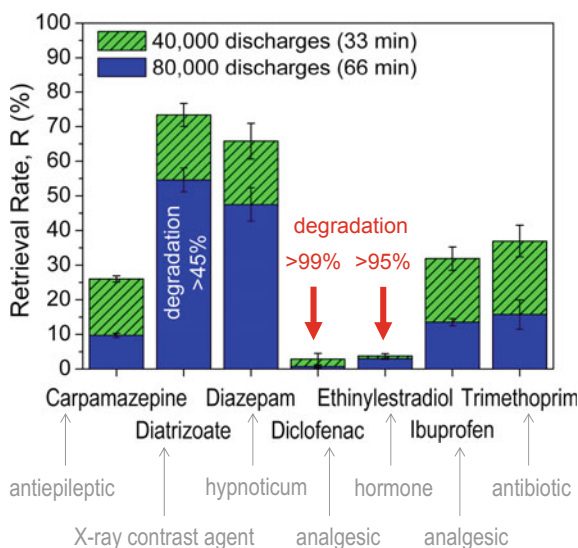 100
90
80
70
60
50
40
30
20
10
0
Retrieval Rate, R (%)
40,000 discharges (33 min)
80,000 discharges (66 min)
degradation
>45%
degradation
>99% >95%
Carpamazepine Diazepam Ethinylestradiol Trimethoprim
Diatrizoate Diclofenac Ibuprofen
antiepileptic hypnoticum hormone antibiotic
X-ray contrast agent analgesic analgesic